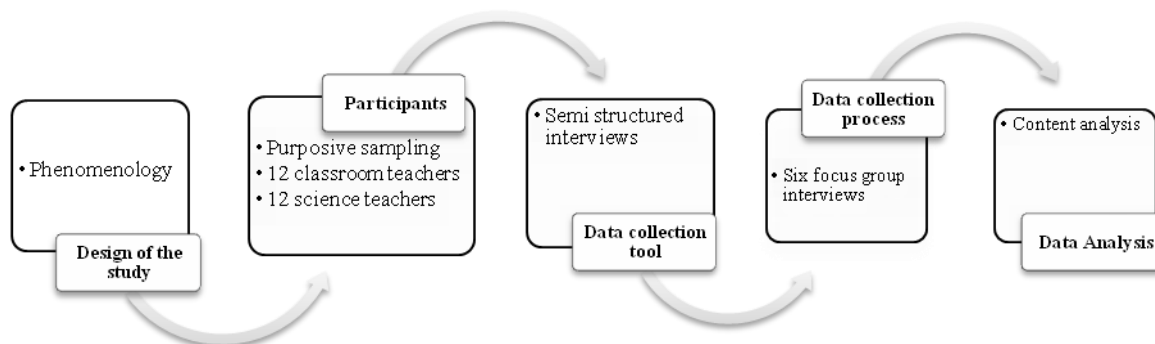 • Phenomenology
Design of the
study
Participants
• Purposive sampling
• 12 classroom teachers
• 12 science teachers
• Semi structured
interviews
Data collection
tool
Data collection
process
• Six focus group
interviews
• Content analysis
Data Analysis